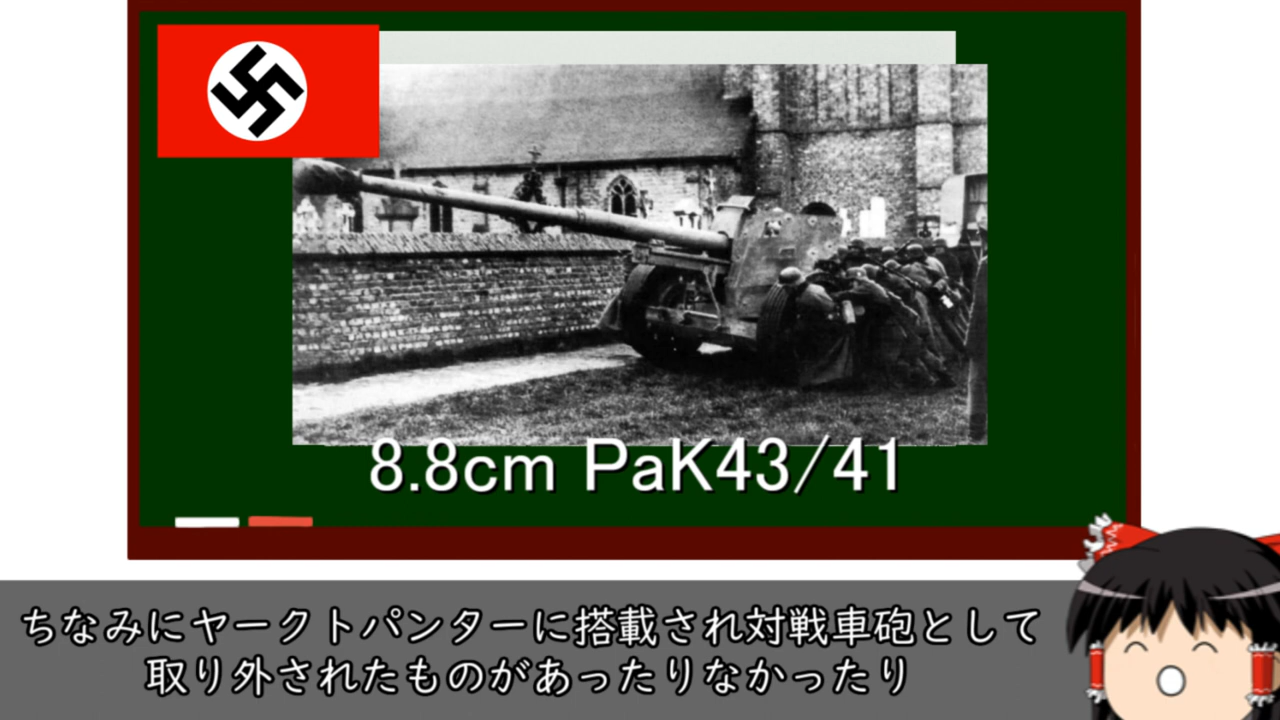 8.8cm PaK43/41
ちなみにヤークトパンターに搭載され対戦車砲として
取り外されたものがあったりなかったり